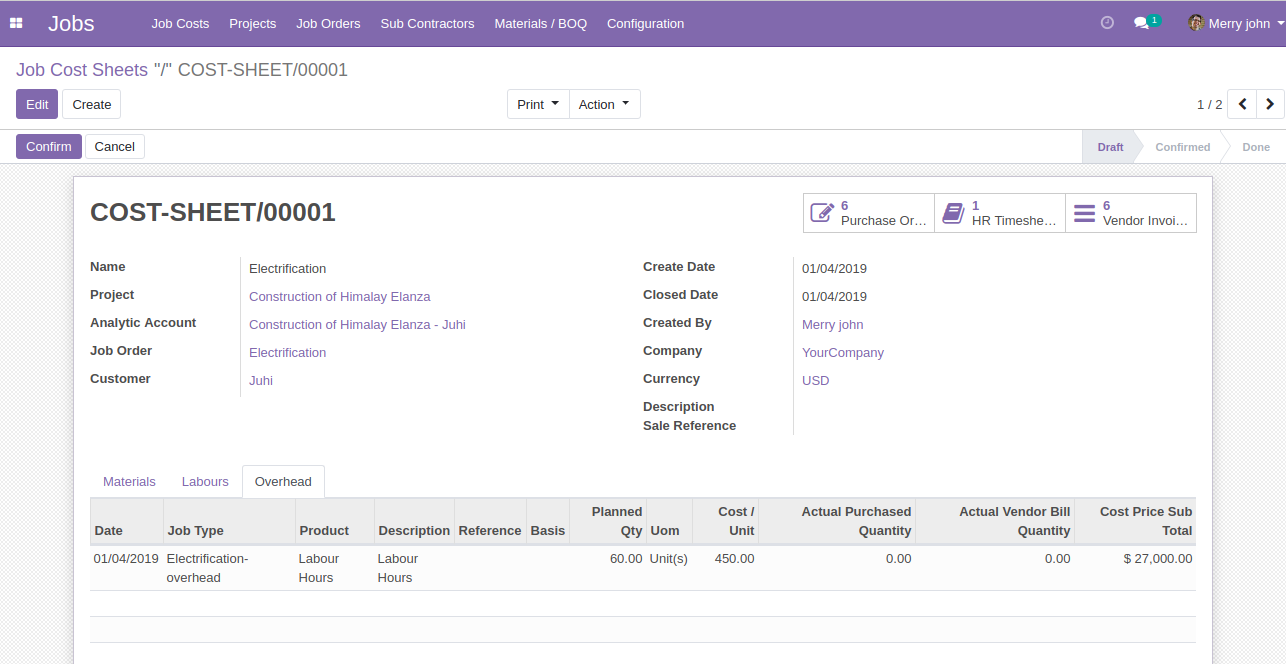 Jobs Job Costs Projects Job Orders Sub Contractors Materials / BOQ Configuration 1 Merry john
Job Cost Sheets "/" COST-SHEET/00001
Edit Create Print Action 1 / 2
Confirm Cancel Draft Confirmed Done
COST-SHEET/00001
6 Purchase Or…
1 HR Timeshe…
6 Vendor Invoi…
Name Electrification
Project Construction of Himalay Elanza
Analytic Account Construction of Himalay Elanza - Juhi
Job Order Electrification
Customer Juhi
Create Date 01/04/2019
Closed Date 01/04/2019
Created By Merry john
Company YourCompany
Currency USD
Description
Sale Reference
Materials Labours Overhead
Date Job Type Product Description Reference Basis Planned Qty Uom Cost / Unit Actual Purchased Quantity Actual Vendor Bill Quantity Cost Price Sub Total
01/04/2019 Electrification-overhead Labour Hours Labour Hours 60.00 Unit(s) 450.00 0.00 0.00 $ 27,000.00